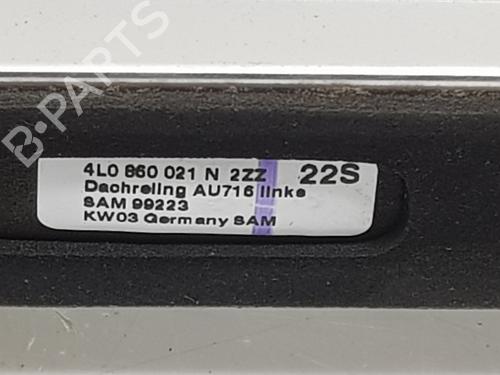 B-PARTS
4L0 860 021 N 2ZZ 22S
Dachreling AU716 links
SAM 99223
KW03 Germany SAM